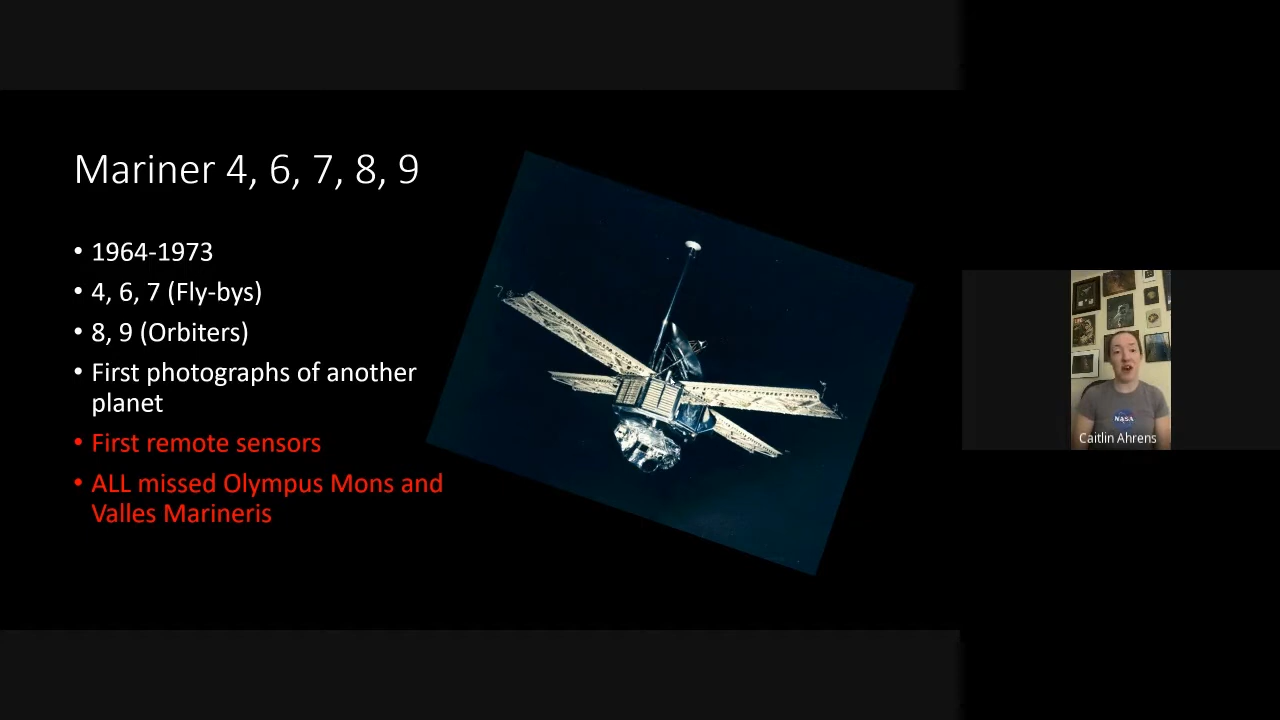 Mariner 4, 6, 7, 8, 9
• 1964-1973
• 4, 6, 7 (Fly-bys)
• 8, 9 (Orbiters)
• First photographs of another
planet
• First remote sensors
• ALL missed Olympus Mons and
Valles Marineris
NASA
Caitlin Ahrens